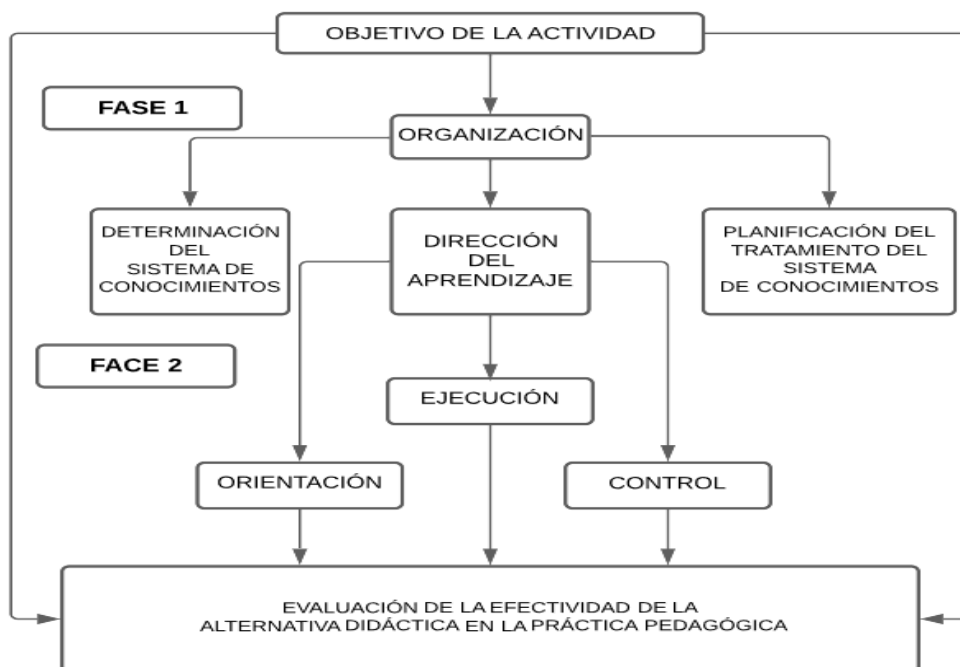 OBJETIVO DE LA ACTIVIDAD
FASE 1
ORGANIZACIÓN
DETERMINACIÓN
DEL
SISTEMA DE
CONOCIMIENTOS
DIRECCIÓN
DEL
APRENDIZAJE
PLANIFICACIÓN DEL
TRATAMIENTO DEL
SISTEMA
DE CONOCIMIENTOS
FACE 2
EJECUCIÓN
ORIENTACIÓN
CONTROL
EVALUACIÓN DE LA EFECTIVIDAD DE LA
ALTERNATIVA DIDÁCTICA EN LA PRÁCTICA PEDAGÓGICA